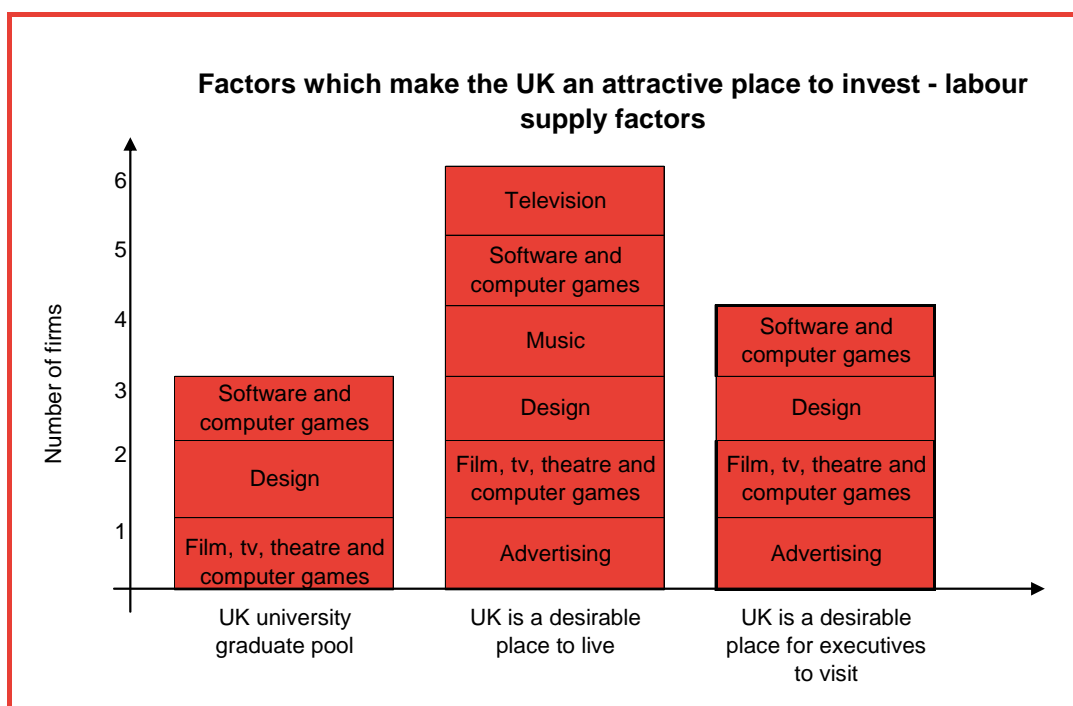 Factors which make the UK an attractive place to invest - labour
supply factors
Number of firms
6
5
4
3
2
1
Software and
computer games
Design
Film, tv, theatre and
computer games
Television
Software and
computer games
Music
Design
Film, tv, theatre and
computer games
Advertising
Software and
computer games
Design
Film, tv, theatre and
computer games
Advertising
UK university
graduate pool
UK is a desirable
place to live
UK is a desirable
place for executives
to visit